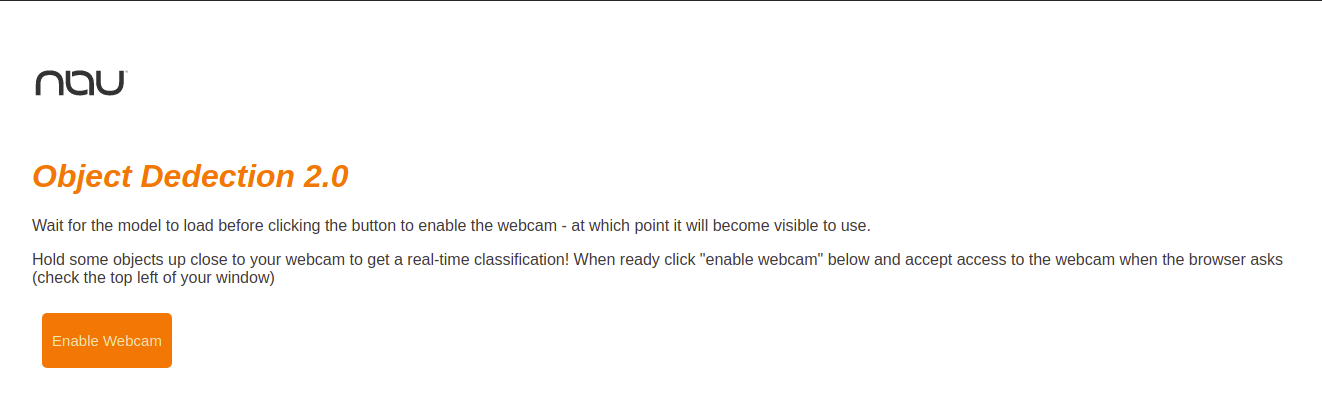 nau
Object Dedection 2.0
Wait for the model to load before clicking the button to enable the webcam - at which point it will become visible to use.
Hold some objects up close to your webcam to get a real-time classification! When ready click "enable webcam" below and accept access to the webcam when the browser asks
(check the top left of your window)
Enable Webcam